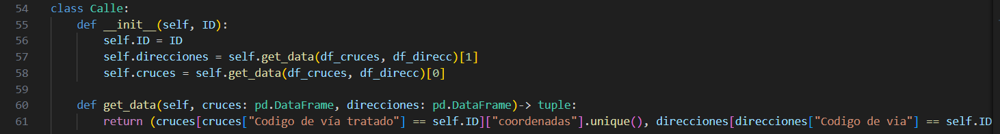 54 class Calle:
55     def __init__(self, ID):
56         self.ID = ID
57         self.direcciones = self.get_data(df_cruces, df_direcc)[1]
58         self.cruces = self.get_data(df_cruces, df_direcc)[0]
59
60     def get_data(self, cruces: pd.DataFrame, direcciones: pd.DataFrame)-> tuple:
61         return (cruces[cruces["Codigo de vía tratado"] == self.ID]["coordenadas"].unique(), direcciones[direcciones["Codigo de via"] == self.ID